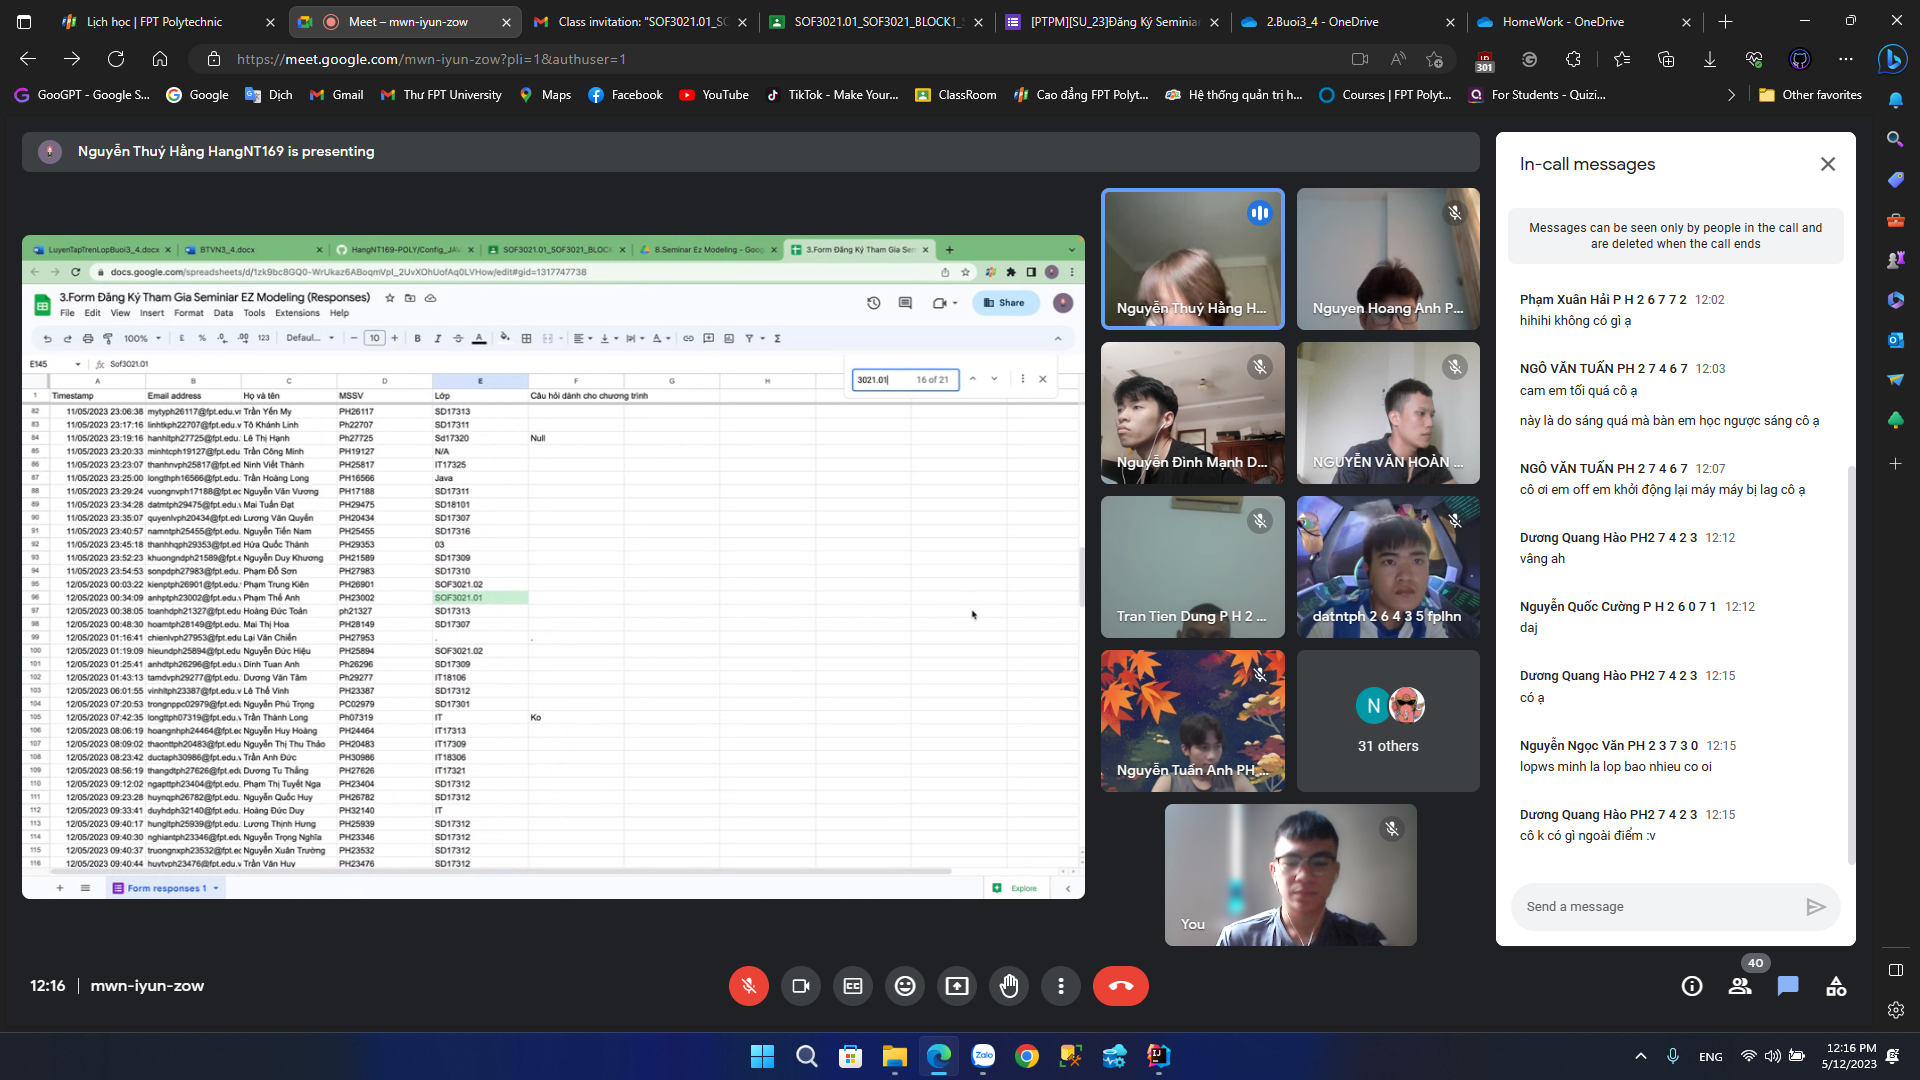 Lịch học | FPT Polytechnic
Meet – mwn-iyun-zow
Class invitation: "SOF3021.01_SO
SOF3021.01_SOF3021_BLOCK1_
[PTPM][SU_23]Đăng Ký Seminiar
2.Buoi3_4 - OneDrive
HomeWork - OneDrive
https://meet.google.com/mwn-iyun-zow?pli=1&authuser=1
301
GooGPT - Google S...
Google
Dịch
Gmail
Thư FPT University
Maps
Facebook
YouTube
TikTok - Make Your...
ClassRoom
Cao đẳng FPT Polyt...
Hệ thống quản trị h...
Courses | FPT Polyt...
For Students - Quizi...
Other favorites
Nguyễn Thuý Hằng HangNT169 is presenting
LuyenTapTrenLopBuoi3_4.docx
BTVN3_4.docx
HangNT169-POLY/Config_JAV
SOF3021.01_SOF3021_BLOCK
8.Seminar Ez Modeling - Goog
3.Form Đăng Ký Tham Gia Sem
docs.google.com/spreadsheets/d/1zk9bc8GQ0-WrUkaz6ABoqmVpI_2UvXOhUofAq0LVHow/edit#gid=1317747738
3.Form Đăng Ký Tham Gia Seminiar EZ Modeling (Responses)
File Edit View Insert Format Data Tools Extensions Help
Share
100% £ % .0 .00 123 Defaul... 10 B I
E145 fx Sof3021.01
3021.01 16 of 21
A B C D E F G H
1 Timestamp Email address Họ và tên MSSV Lớp Câu hỏi dành cho chương trình
82 11/05/2023 23:06:38 mytyph26117@fpt.edu.vn Trần Yến My PH26117 SD17313
83 11/05/2023 23:17:16 linhtkph22707@fpt.edu.v Tô Khánh Linh Ph22707 SD17311
84 11/05/2023 23:19:16 hanhltph27725@fpt.edu. Lê Thị Hạnh Ph27725 Sd17320 Null
85 11/05/2023 23:20:33 minhtcph19127@fpt.edu. Trần Công Minh PH19127 N/A
86 11/05/2023 23:23:07 thanhnvph25817@fpt.ed Ninh Viết Thành PH25817 IT17325
87 11/05/2023 23:25:00 longthph16566@fpt.edu. Trần Hoàng Long PH16566 Java
88 11/05/2023 23:29:24 vuongnvph17188@fpt.ed Nguyễn Văn Vương PH17188 SD17311
89 11/05/2023 23:34:28 datmtph29475@fpt.edu.v Mai Tuấn Đạt PH29475 SD18101
90 11/05/2023 23:35:07 quyenlvph20434@fpt.edu Lương Văn Quyền PH20434 SD17307
91 11/05/2023 23:40:57 namntph25455@fpt.edu. Nguyễn Tiến Nam PH25455 SD17316
92 11/05/2023 23:45:18 thanhhqph29353@fpt.ed Hứa Quốc Thành PH29353 03
93 11/05/2023 23:52:23 khuongndph21589@fpt.e Nguyễn Duy Khương PH21589 SD17309
94 11/05/2023 23:54:53 sonpdph27983@fpt.edu. Phạm Đỗ Sơn PH27983 SD17310
95 12/05/2023 00:03:22 kienptph26901@fpt.edu. Phạm Trung Kiên PH26901 SOF3021.02
96 12/05/2023 00:34:09 anhptph23002@fpt.edu.v Phạm Thế Anh PH23002 SOF3021.01
97 12/05/2023 00:38:05 toanhdph21327@fpt.edu Hoàng Đức Toản ph21327 SD17313
98 12/05/2023 00:48:30 hoamtph28149@fpt.edu. Mai Thị Hoa PH28149 SD17307
99 12/05/2023 01:16:41 chienlvph27953@fpt.edu Lại Văn Chiến PH27953 . .
100 12/05/2023 01:19:09 hieundph25894@fpt.edu Nguyễn Đức Hiệu PH25894 SOF3021.02
101 12/05/2023 01:25:41 anhdtph26296@fpt.edu.v Dinh Tuan Anh Ph26296 SD17309
102 12/05/2023 01:43:13 tamdvph29277@fpt.edu. Dương Văn Tâm Ph29277 IT18106
103 12/05/2023 06:01:55 vinhltph23387@fpt.edu.v Lê Thế Vinh PH23387 SD17312
104 12/05/2023 07:20:53 trongnppc02979@fpt.edu Nguyễn Phú Trọng PC02979 SD17301
105 12/05/2023 07:42:35 longttph07319@fpt.edu.v Trần Thành Long Ph07319 IT Ko
106 12/05/2023 08:06:19 hoangnhph24464@fpt.ed Nguyễn Huy Hoàng PH24464 IT17313
107 12/05/2023 08:09:02 thaonttph20483@fpt.edu Nguyễn Thị Thu Thảo PH20483 IT17309
108 12/05/2023 08:23:42 ductaph30986@fpt.edu.v Trần Anh Đức PH30986 IT18306
109 12/05/2023 08:56:19 thangdtph27626@fpt.edu Dương Tu Thắng PH27626 IT17321
110 12/05/2023 09:12:02 ngapttph23404@fpt.edu. Phạm Thị Tuyết Nga PH23404 SD17312
111 12/05/2023 09:23:28 huynqph26782@fpt.edu. Nguyễn Quốc Huy PH26782 SD17312
112 12/05/2023 09:33:41 duyhdph32140@fpt.edu. Hoàng Đức Duy PH32140 IT
113 12/05/2023 09:40:17 hungltph25939@fpt.edu. Lương Thịnh Hưng PH25939 SD17312
114 12/05/2023 09:40:30 nghiantph23346@fpt.edu. Nguyễn Trọng Nghĩa PH23346 SD17312
115 12/05/2023 09:40:37 truongnxph23532@fpt.ed Nguyễn Xuân Trường PH23532 SD17312
116 12/05/2023 09:40:44 huytvph23476@fpt.edu.v Trần Văn Huy PH23476 SD17312
Form responses 1
Explore
Nguyễn Thuý Hằng H...
Nguyen Hoang Anh P...
Nguyễn Đình Mạnh D...
NGUYỄN VĂN HOÀN ...
Tran Tien Dung P H 2 ...
datntph 2 6 4 3 5 fplhn
Nguyễn Tuấn Anh PH ...
N
31 others
You
In-call messages
Messages can be seen only by people in the call and
are deleted when the call ends
Phạm Xuân Hải P H 2 6 7 7 2 12:02
hihihi không có gì ạ
NGÔ VĂN TUẤN PH 2 7 4 6 7 12:03
cam em tối quá cô ạ
này là do sáng quá mà bàn em học ngược sáng cô ạ
NGÔ VĂN TUẤN PH 2 7 4 6 7 12:07
cô ơi em off em khởi động lại máy máy bị lag cô ạ
Dương Quang Hào PH2 7 4 2 3 12:12
vâng ah
Nguyễn Quốc Cường P H 2 6 0 7 1 12:12
daj
Dương Quang Hào PH2 7 4 2 3 12:15
có ạ
Nguyễn Ngọc Văn PH 2 3 7 3 0 12:15
lopws minh la lop bao nhieu co oi
Dương Quang Hào PH2 7 4 2 3 12:15
cô k có gì ngoài điểm :v
Send a message
12:16 | mwn-iyun-zow
40
Zalo
ENG
12:16 PM
5/12/2023